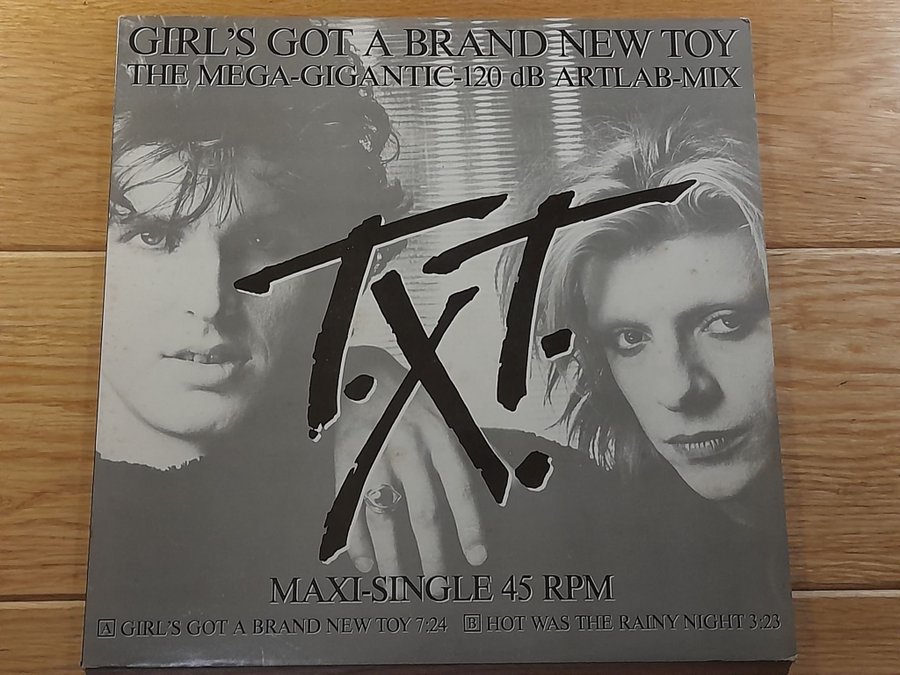 GIRL'S GOT A BRAND NEW TOY
THE MEGA-GIGANTIC-120 dB ARTLAB-MIX
T.X.T.
MAXI-SINGLE 45 RPM
A GIRL'S GOT A BRAND NEW TOY 7:24 B HOT WAS THE RAINY NIGHT 3:23